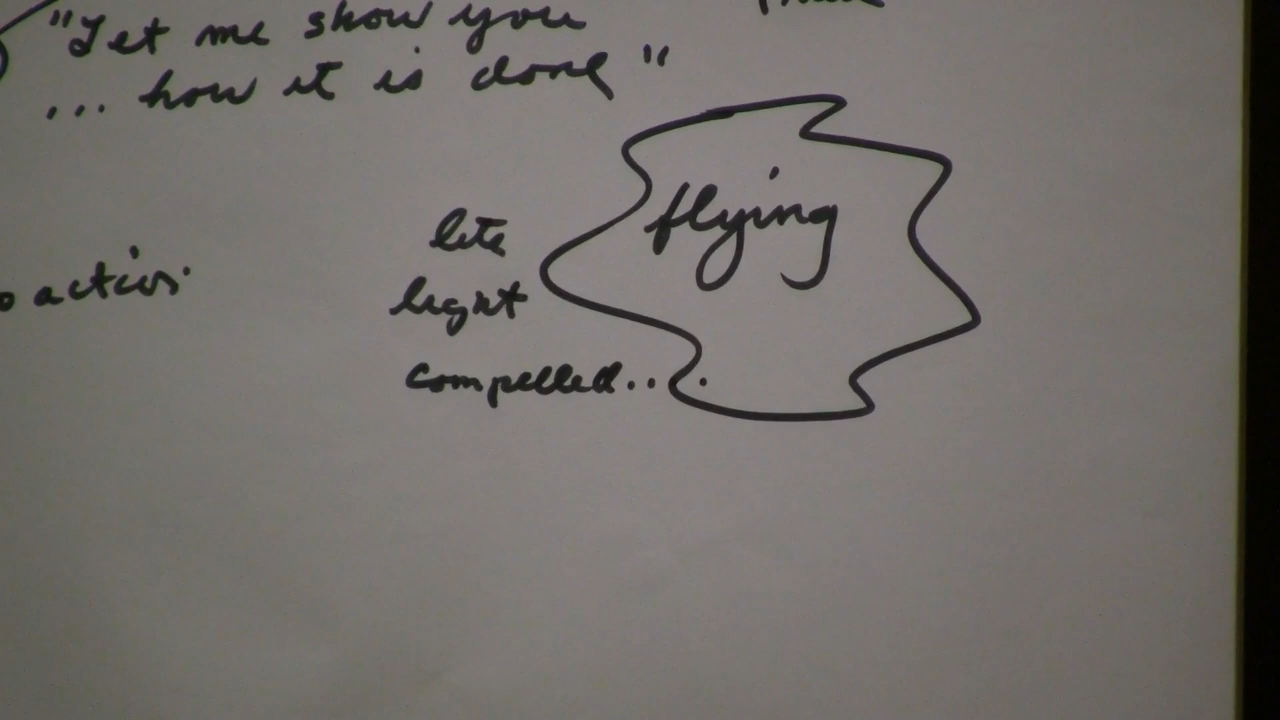 "Let me show you
... how it is done"
flying
lite
light
compelled...